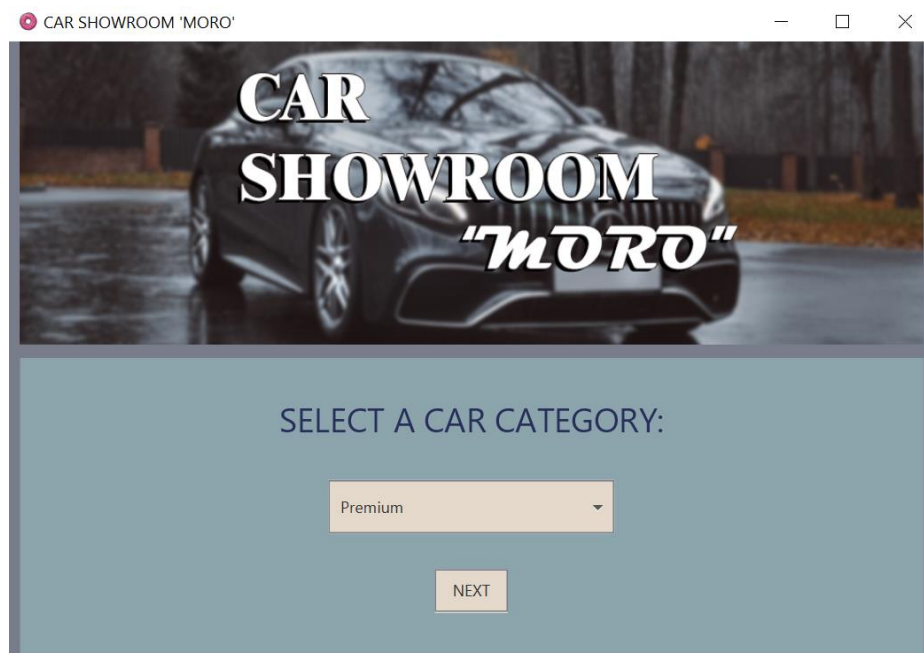 CAR SHOWROOM 'MORO'
CAR
SHOWROOM
"MORO"
SELECT A CAR CATEGORY:
Premium
NEXT